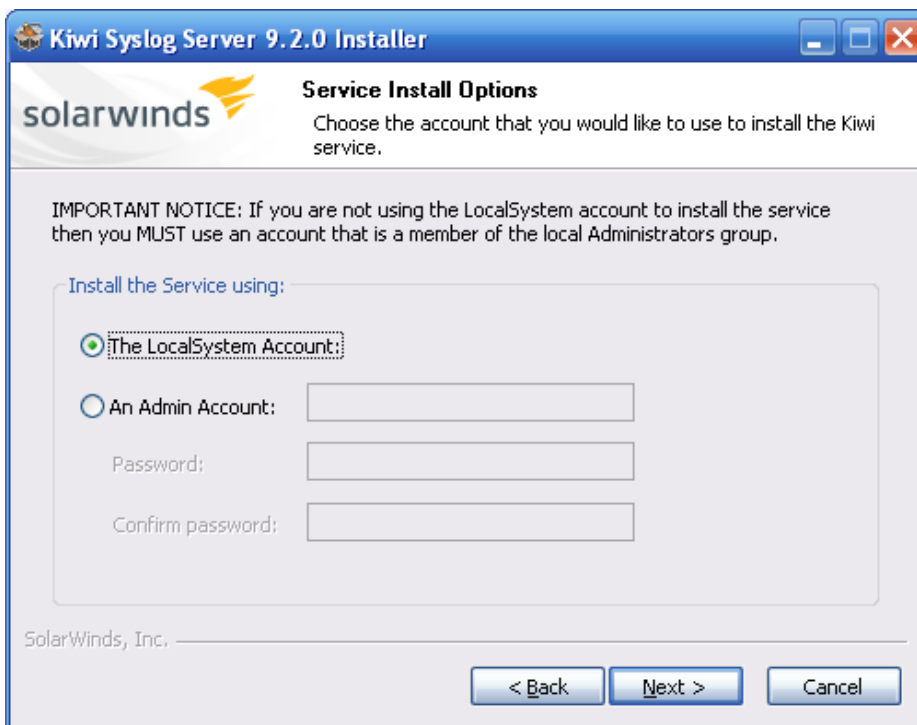 Kiwi Syslog Server 9.2.0 Installer
solarwinds
Service Install Options
Choose the account that you would like to use to install the Kiwi
service.
IMPORTANT NOTICE: If you are not using the LocalSystem account to install the service
then you MUST use an account that is a member of the local Administrators group.
Install the Service using:
The LocalSystem Account:
An Admin Account:
Password:
Confirm password:
SolarWinds, Inc.
< Back
Next >
Cancel